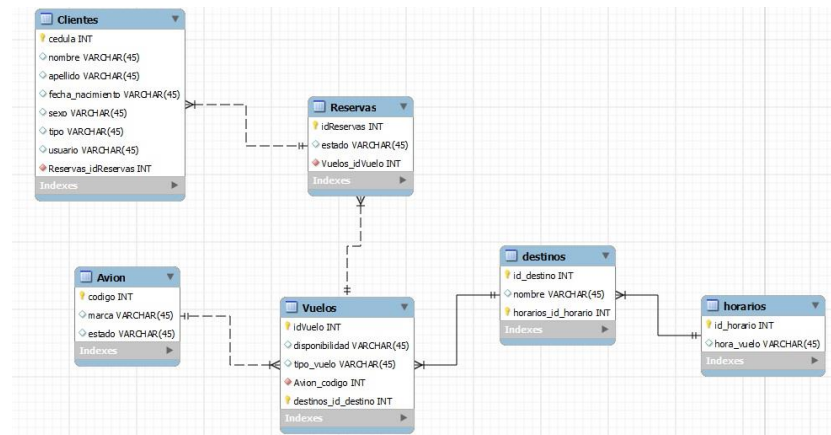 Clientes
cedula INT
nombre VARCHAR(45)
apellido VARCHAR(45)
fecha_nacimiento VARCHAR(45)
sexo VARCHAR(45)
tipo VARCHAR(45)
usuario VARCHAR(45)
Reservas_idReservas INT
Indexes
Reservas
idReservas INT
estado VARCHAR(45)
Vuelos_idVuelo INT
Indexes
Avion
codigo INT
marca VARCHAR(45)
estado VARCHAR(45)
Indexes
Vuelos
idVuelo INT
disponibilidad VARCHAR(45)
tipo_vuelo VARCHAR(45)
Avion_codigo INT
destinos_id_destino INT
Indexes
destinos
id_destino INT
nombre VARCHAR(45)
horarios_id_horario INT
Indexes
horarios
id_horario INT
hora_vuelo VARCHAR(45)
Indexes